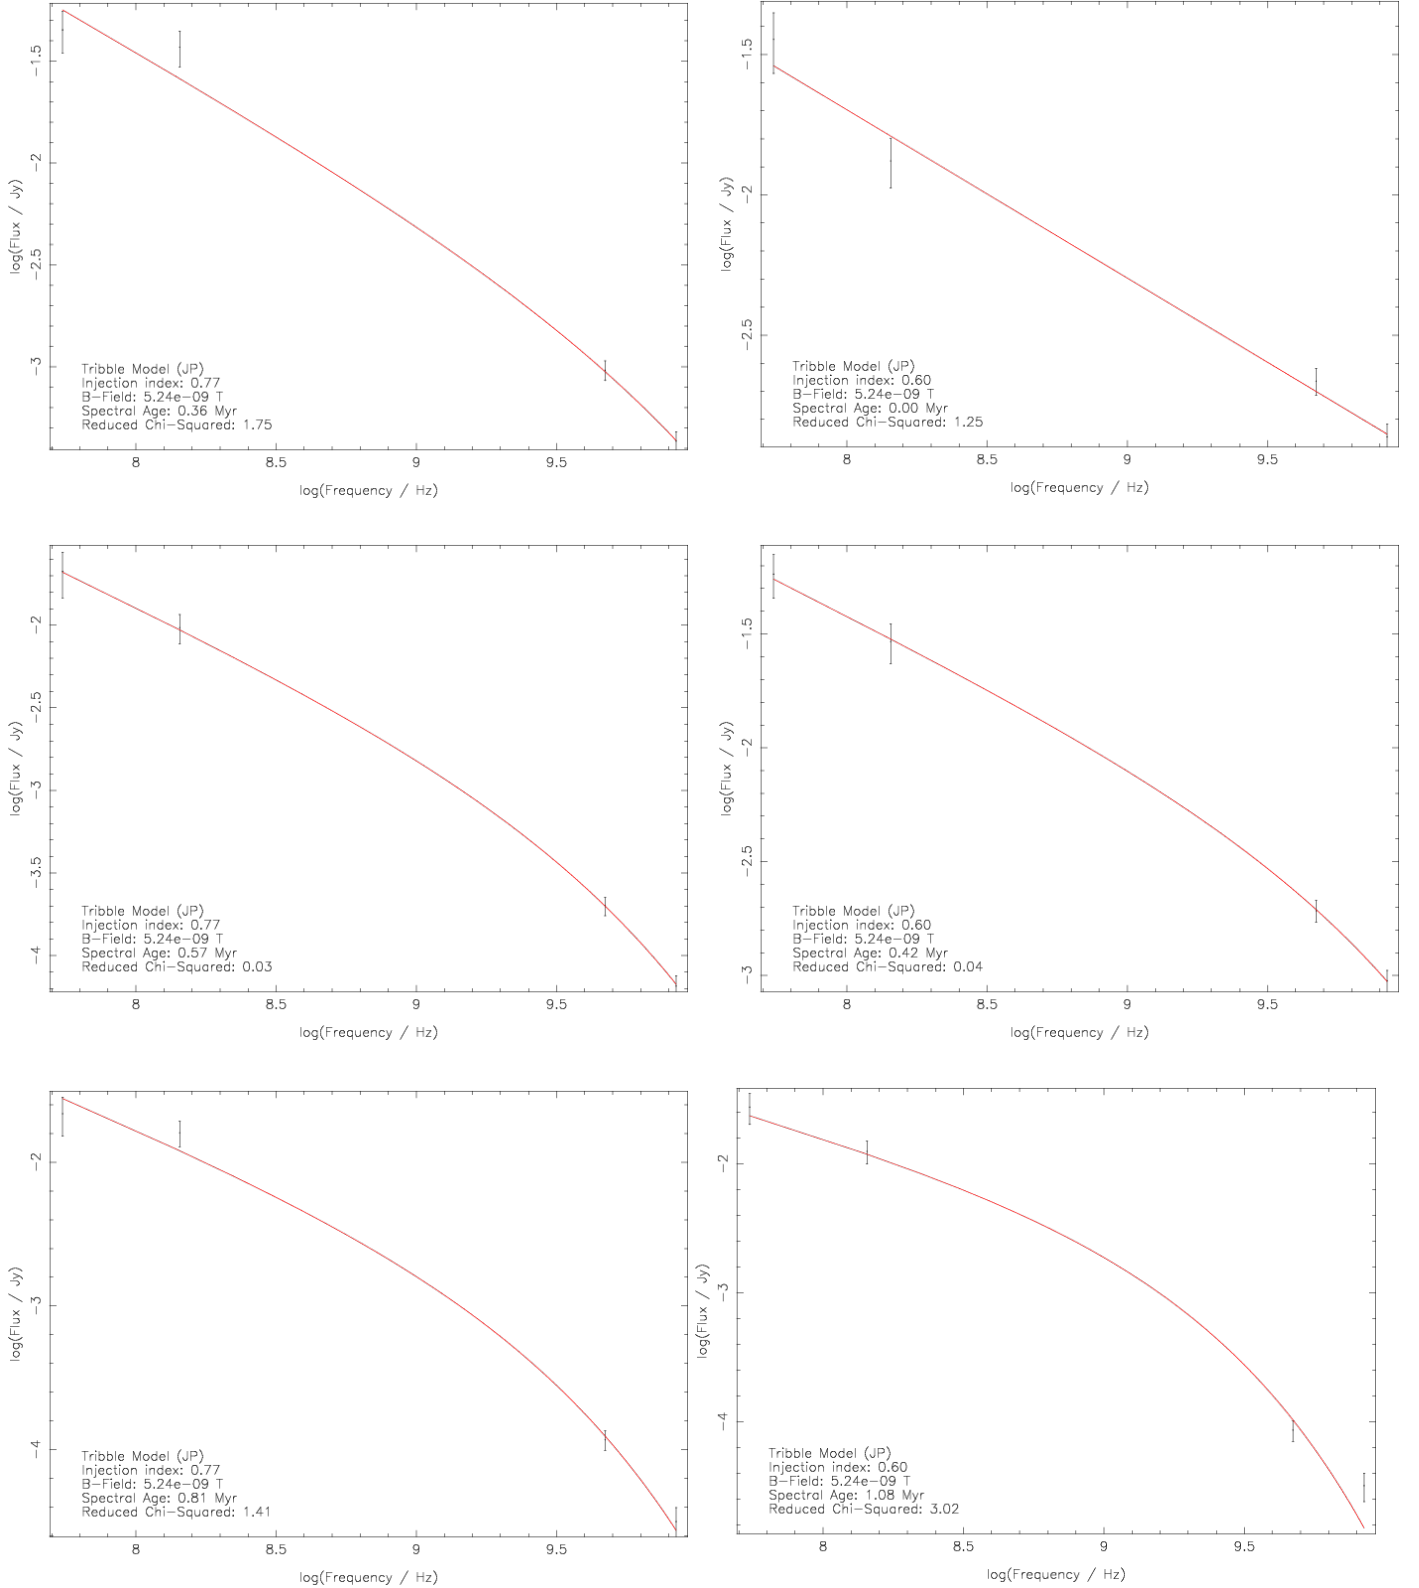 −1.5
−2
−2.5
−3
log(Flux / Jy)
Tribble Model (JP)
Injection index: 0.77
B−Field: 5.24e−09 T
Spectral Age: 0.36 Myr
Reduced Chi−Squared: 1.75
8
8.5
9
9.5
log(Frequency / Hz)
−1.5
−2
−2.5
log(Flux / Jy)
Tribble Model (JP)
Injection index: 0.60
B−Field: 5.24e−09 T
Spectral Age: 0.00 Myr
Reduced Chi−Squared: 1.25
8
8.5
9
9.5
log(Frequency / Hz)
−2
−2.5
−3
−3.5
−4
log(Flux / Jy)
Tribble Model (JP)
Injection index: 0.77
B−Field: 5.24e−09 T
Spectral Age: 0.57 Myr
Reduced Chi−Squared: 0.03
8
8.5
9
9.5
log(Frequency / Hz)
−1.5
−2
−2.5
−3
log(Flux / Jy)
Tribble Model (JP)
Injection index: 0.60
B−Field: 5.24e−09 T
Spectral Age: 0.42 Myr
Reduced Chi−Squared: 0.04
8
8.5
9
9.5
log(Frequency / Hz)
−2
−3
−4
log(Flux / Jy)
Tribble Model (JP)
Injection index: 0.77
B−Field: 5.24e−09 T
Spectral Age: 0.81 Myr
Reduced Chi−Squared: 1.41
8
8.5
9
9.5
log(Frequency / Hz)
−2
−3
−4
log(Flux / Jy)
Tribble Model (JP)
Injection index: 0.60
B−Field: 5.24e−09 T
Spectral Age: 1.08 Myr
Reduced Chi−Squared: 3.02
8
8.5
9
9.5
log(Frequency / Hz)